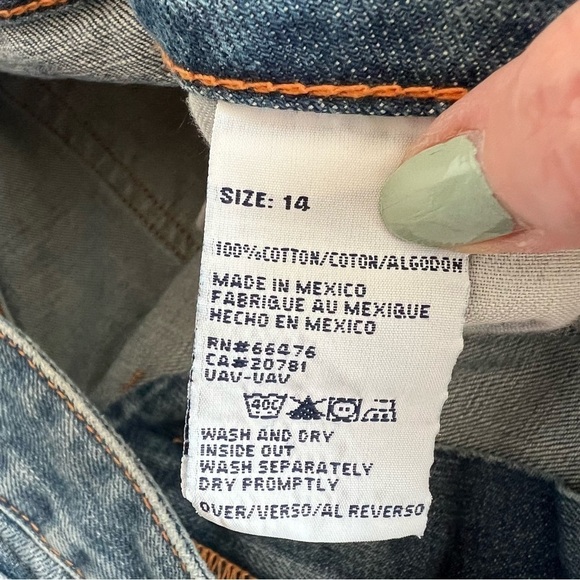 SIZE: 14
100%COTTON/COTON/ALGODON
MADE IN MEXICO
FABRIQUE AU MEXIQUE
HECHO EN MEXICO
RN#66476
CA#20781
UAV-UAV
40C
WASH AND DRY
INSIDE OUT
WASH SEPARATELY
DRY PROMPTLY
OVER/VERSO/AL REVERSO